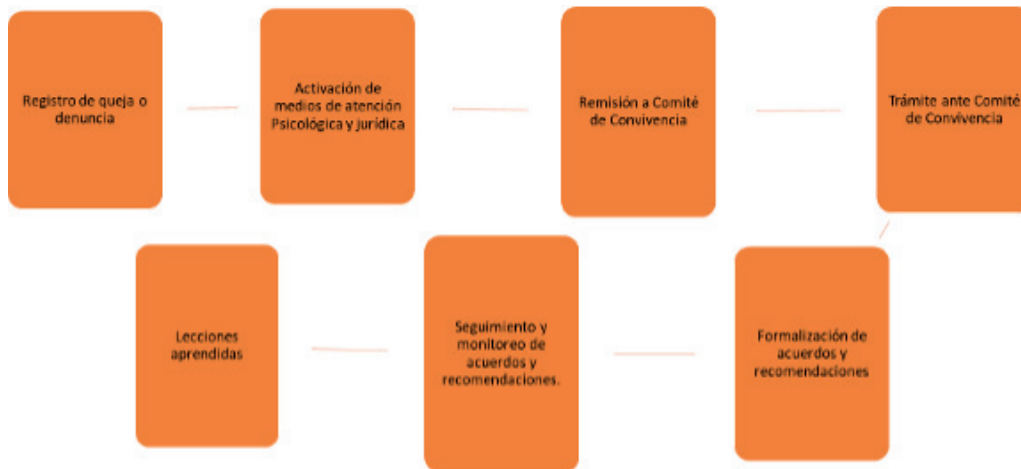 Registro de queja o
denuncia
Activación de
medios de atención
Psicológica y jurídica
Remisión a Comité
de Convivencia
Trámite ante Comité
de Convivencia
Formalización de
acuerdos y
recomendaciones
Seguimiento y
monitoreo de
acuerdos y
recomendaciones.
Lecciones
aprendidas